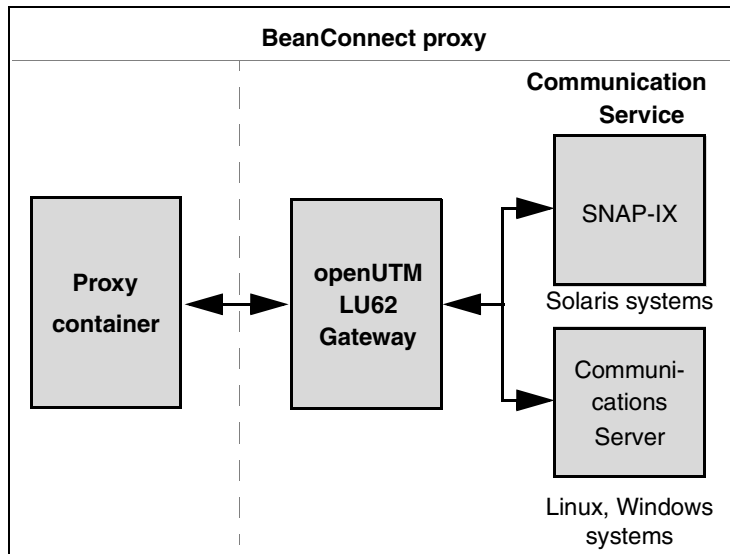 BeanConnect proxy
Communication
Service
Proxy
container
openUTM
LU62
Gateway
SNAP-IX
Solaris systems
Communi-
cations
Server
Linux, Windows
systems